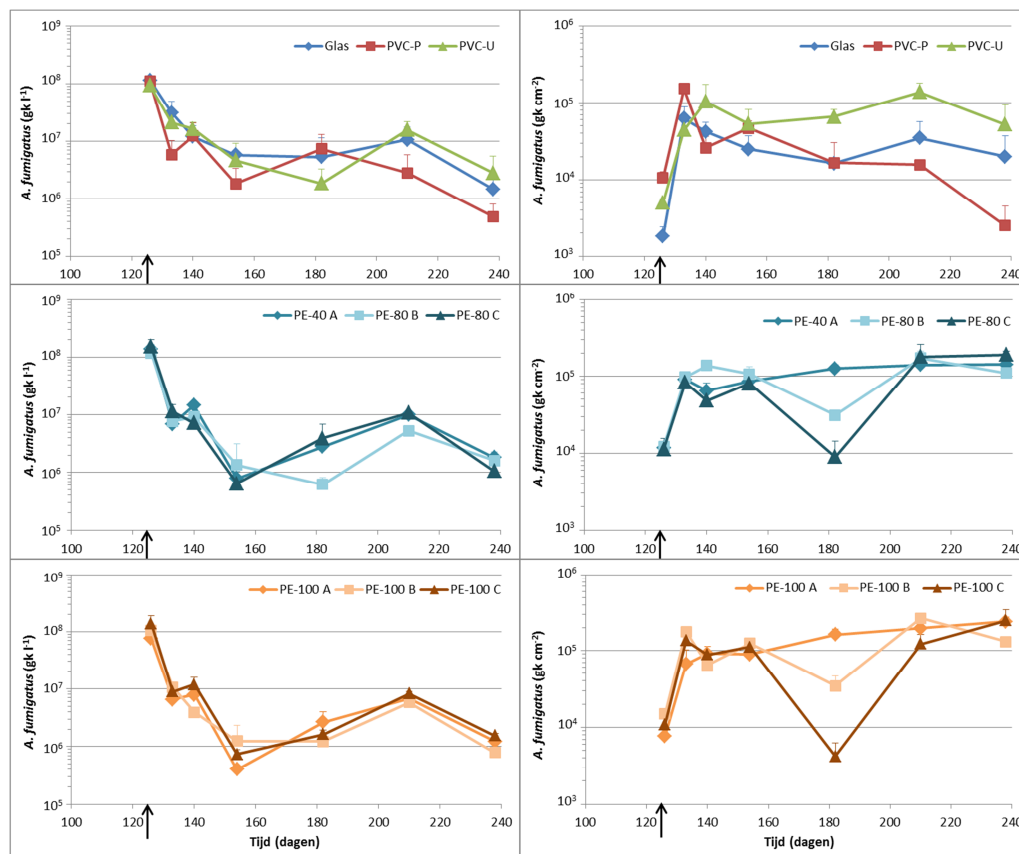 10⁹
Glas PVC-P PVC-U
10⁸
10⁷
10⁶
10⁵
A. fumigatus (gk l⁻¹)
100 120 140 160 180 200 220 240
10⁶
Glas PVC-P PVC-U
10⁵
10⁴
10³
A. fumigatus (gk cm⁻²)
100 120 140 160 180 200 220 240
10⁹
PE-40 A PE-80 B PE-80 C
10⁸
10⁷
10⁶
10⁵
A. fumigatus (gk l⁻¹)
100 120 140 160 180 200 220 240
10⁶
PE-40 A PE-80 B PE-80 C
10⁵
10⁴
10³
A. fumigatus (gk cm⁻²)
100 120 140 160 180 200 220 240
10⁹
PE-100 A PE-100 B PE-100 C
10⁸
10⁷
10⁶
10⁵
A. fumigatus (gk l⁻¹)
100 120 140 160 180 200 220 240
Tijd (dagen)
10⁶
PE-100 A PE-100 B PE-100 C
10⁵
10⁴
10³
A. fumigatus (gk cm⁻²)
100 120 140 160 180 200 220 240
Tijd (dagen)